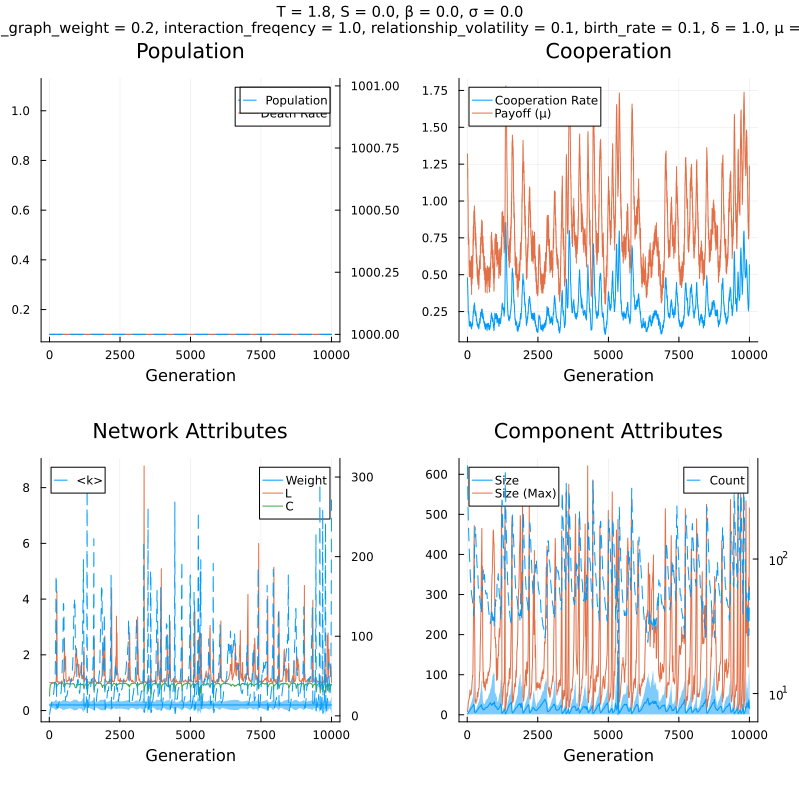 T = 1.8, S = 0.0, β = 0.0, σ = 0.0
_graph_weight = 0.2, interaction_freqency = 1.0, relationship_volatility = 0.1, birth_rate = 0.1, δ = 1.0, μ =
Population
Cooperation
1.0
0.8
0.6
0.4
0.2
Population
Death Rate
1001.00
1000.75
1000.50
1000.25
1000.00
0 2500 5000 7500 10000
Generation
1.75
1.50
1.25
1.00
0.75
0.50
0.25
Cooperation Rate
Payoff (μ)
0 2500 5000 7500 10000
Generation
Network Attributes
Component Attributes
8
6
4
2
0
<k>
Weight
L
C
300
200
100
0
0 2500 5000 7500 10000
Generation
600
500
400
300
200
100
0
Size
Size (Max)
Count
10²
10¹
0 2500 5000 7500 10000
Generation